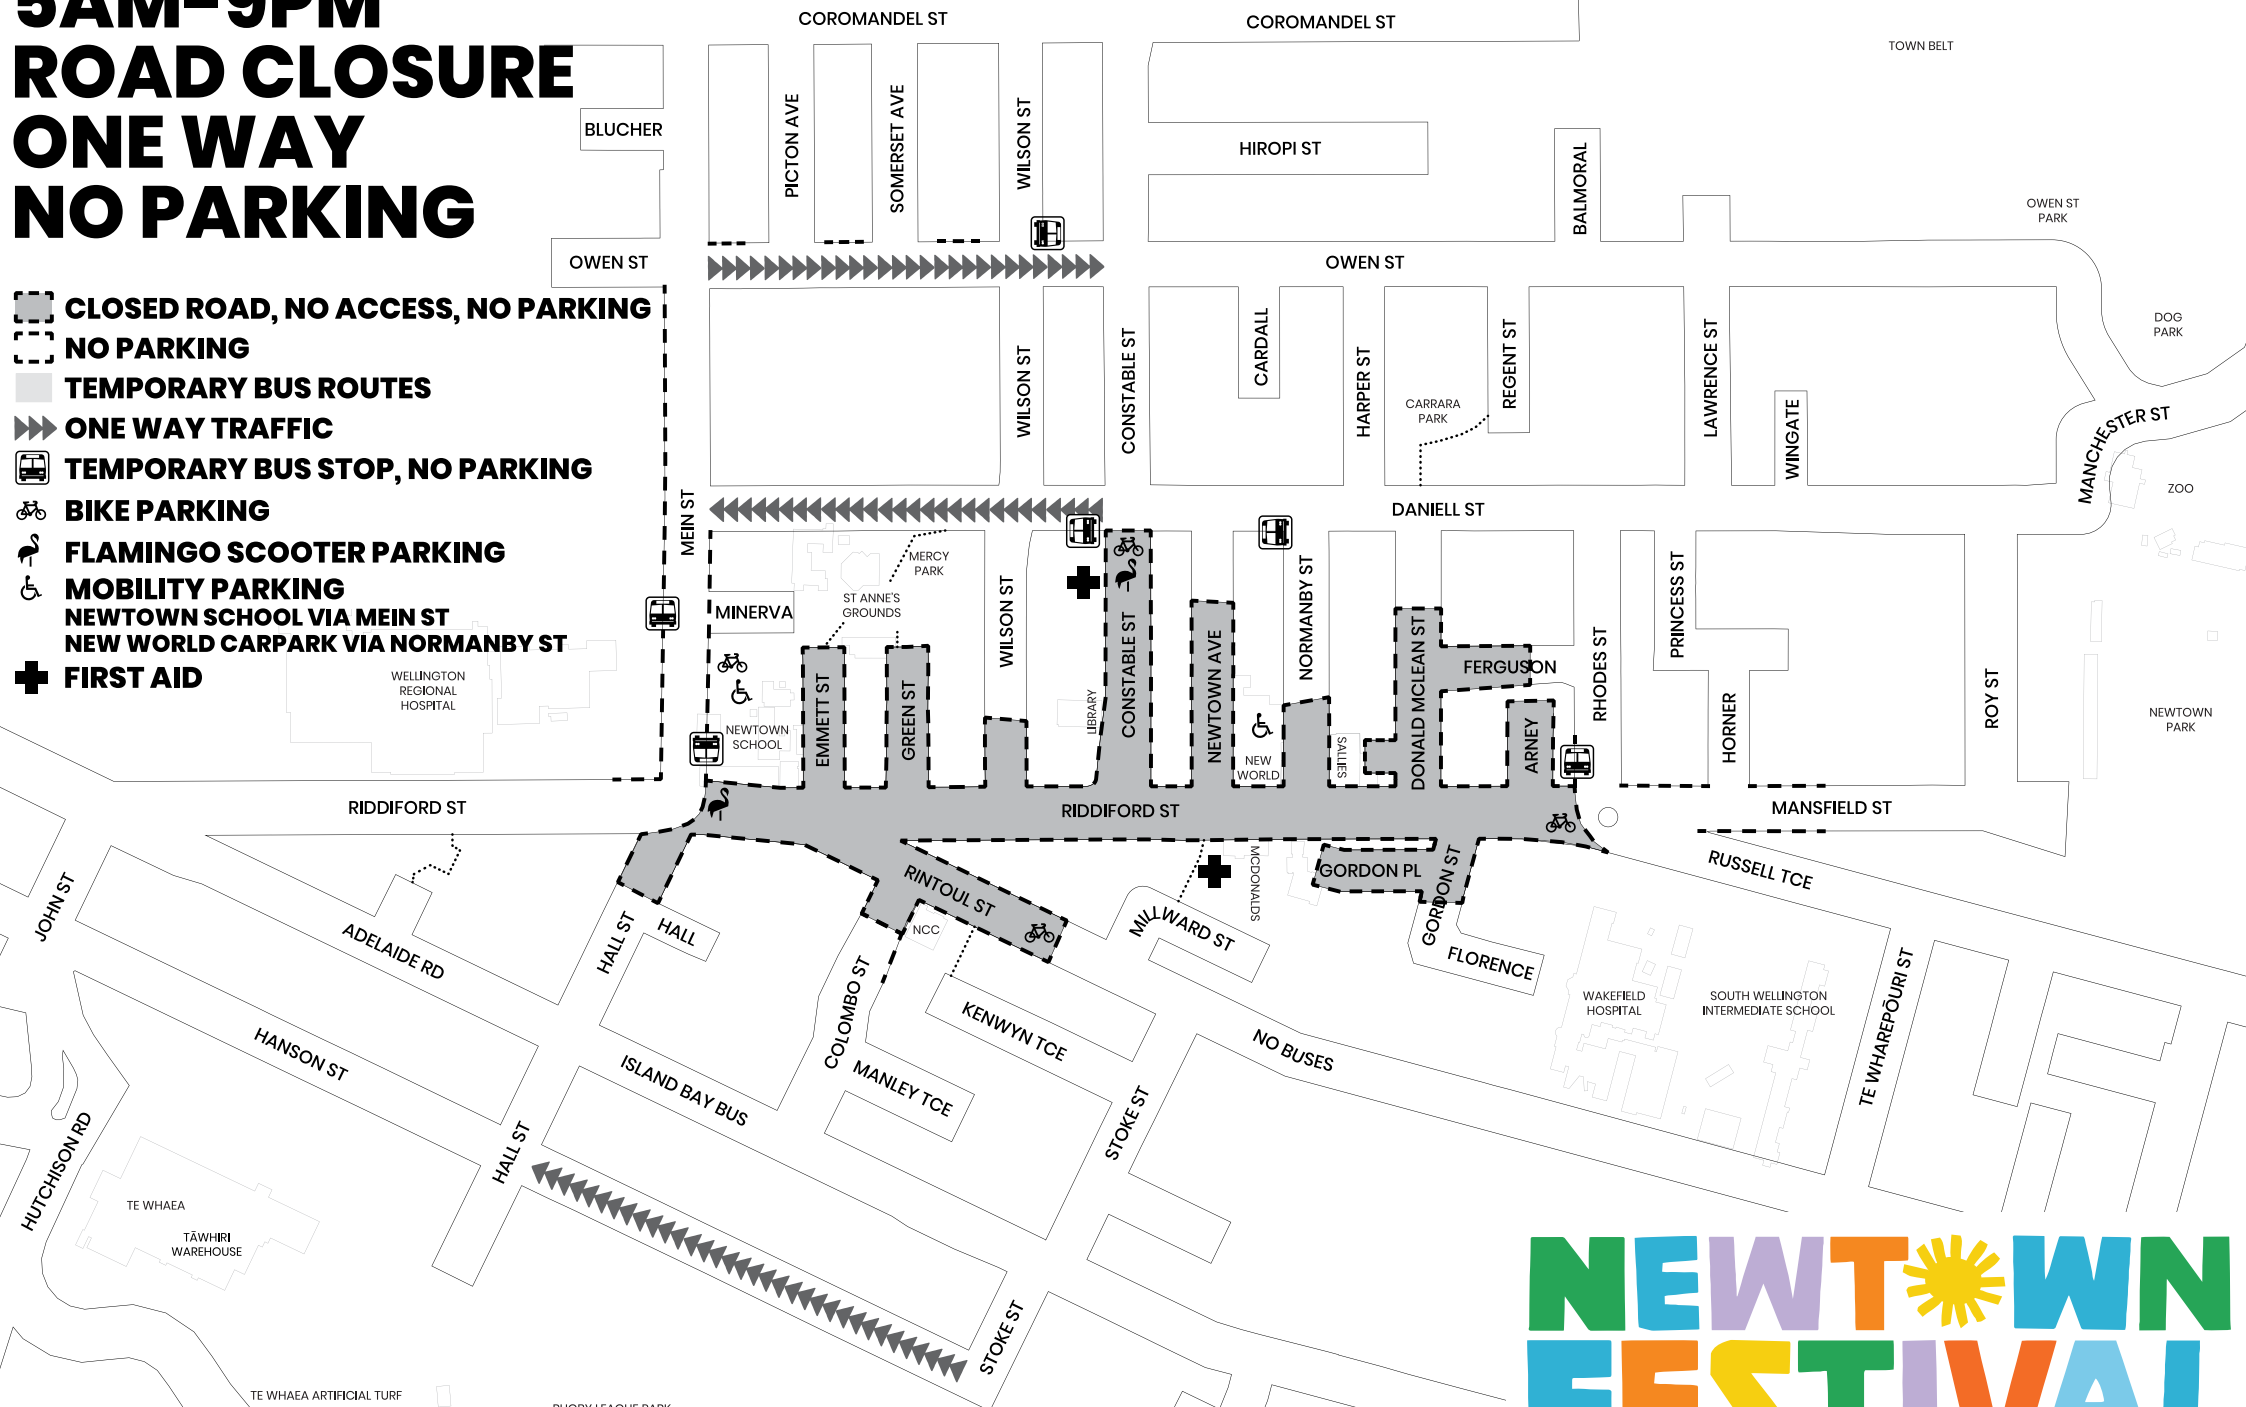 5AM-9PM
ROAD CLOSURE
ONE WAY
NO PARKING
CLOSED ROAD, NO ACCESS, NO PARKING
NO PARKING
TEMPORARY BUS ROUTES
ONE WAY TRAFFIC
TEMPORARY BUS STOP, NO PARKING
BIKE PARKING
FLAMINGO SCOOTER PARKING
MOBILITY PARKING
NEWTOWN SCHOOL VIA MEIN ST
NEW WORLD CARPARK VIA NORMANBY ST
FIRST AID
COROMANDEL ST
COROMANDEL ST
TOWN BELT
BLUCHER
PICTON AVE
SOMERSET AVE
WILSON ST
HIROPI ST
BALMORAL
OWEN ST
PARK
OWEN ST
OWEN ST
CARDALL
HARPER ST
REGENT ST
LAWRENCE ST
WINGATE
DOG
PARK
WILSON ST
CONSTABLE ST
CARRARA
PARK
MANCHESTER ST
ZOO
MEIN ST
DANIELL ST
MERCY
PARK
ST ANNE'S
GROUNDS
MINERVA
WILSON ST
NORMANBY ST
PRINCESS ST
RHODES ST
WELLINGTON
REGIONAL
HOSPITAL
NEWTOWN
SCHOOL
EMMETT ST
GREEN ST
LIBRARY
CONSTABLE ST
NEWTOWN AVE
NEW
WORLD
SALLIES
DONALD MCLEAN ST
FERGUSON
ARNEY
HORNER
ROY ST
NEWTOWN
PARK
RIDDIFORD ST
RIDDIFORD ST
MANSFIELD ST
JOHN ST
ADELAIDE RD
HALL ST
HALL
RINTOUL ST
NCC
MILLWARD ST
MCDONALDS
GORDON PL
GORDON ST
FLORENCE
RUSSELL TCE
COLOMBO ST
KENWYN TCE
NO BUSES
WAKEFIELD
HOSPITAL
SOUTH WELLINGTON
INTERMEDIATE SCHOOL
TE WHAREPŌURI ST
HANSON ST
ISLAND BAY BUS
MANLEY TCE
HUTCHISON RD
HALL ST
STOKE ST
TE WHAEA
TĀWHIRI
WAREHOUSE
STOKE ST
TE WHAEA ARTIFICIAL TURF
RUGBY LEAGUE PARK
NEWTOWN
FESTIVAL